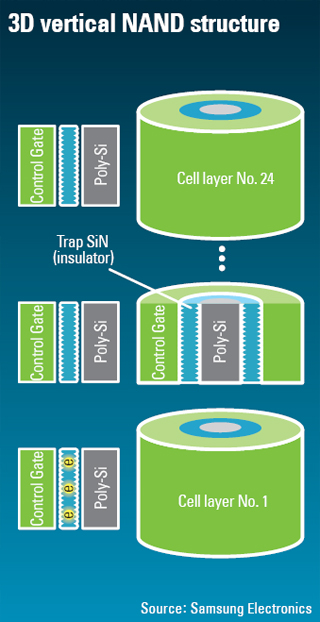 3D vertical NAND structure
Control Gate
Poly-Si
Cell layer No. 24
Trap SiN
(insulator)
Control Gate
Poly-Si
Control Gate
Poly-Si
Control Gate
e
e
e
Poly-Si
Cell layer No. 1
Source: Samsung Electronics